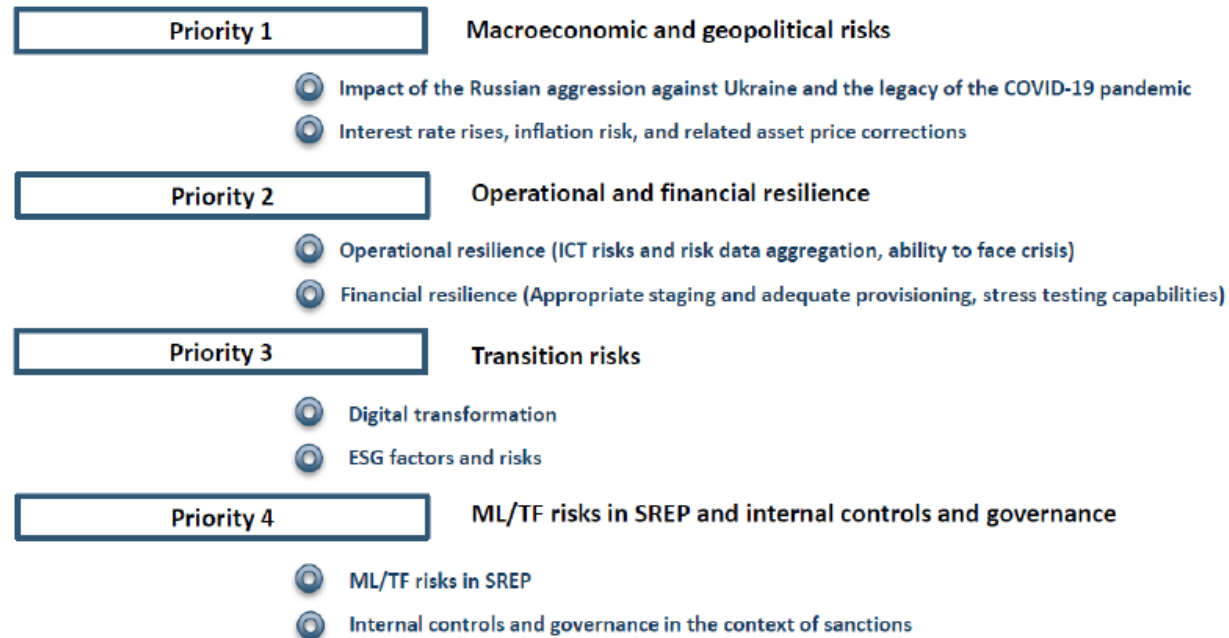 Priority 1
Macroeconomic and geopolitical risks
Impact of the Russian aggression against Ukraine and the legacy of the COVID-19 pandemic
Interest rate rises, inflation risk, and related asset price corrections
Priority 2
Operational and financial resilience
Operational resilience (ICT risks and risk data aggregation, ability to face crisis)
Financial resilience (Appropriate staging and adequate provisioning, stress testing capabilities)
Priority 3
Transition risks
Digital transformation
ESG factors and risks
Priority 4
ML/TF risks in SREP and internal controls and governance
ML/TF risks in SREP
Internal controls and governance in the context of sanctions